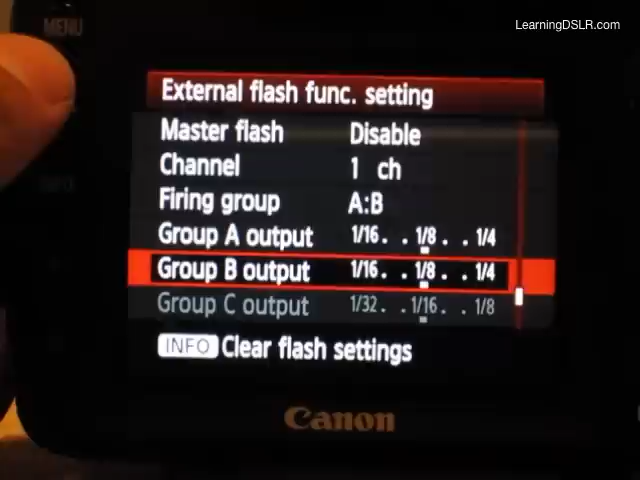 MENU
LearningDSLR.com
External flash func. setting
Master flash Disable
Channel 1 ch
Firing group A:B
Group A output 1/16. . 1/8. . 1/4
Group B output 1/16. . 1/8. . 1/4
Group C output 1/32. . 1/16. . 1/8
INFO Clear flash settings
Canon